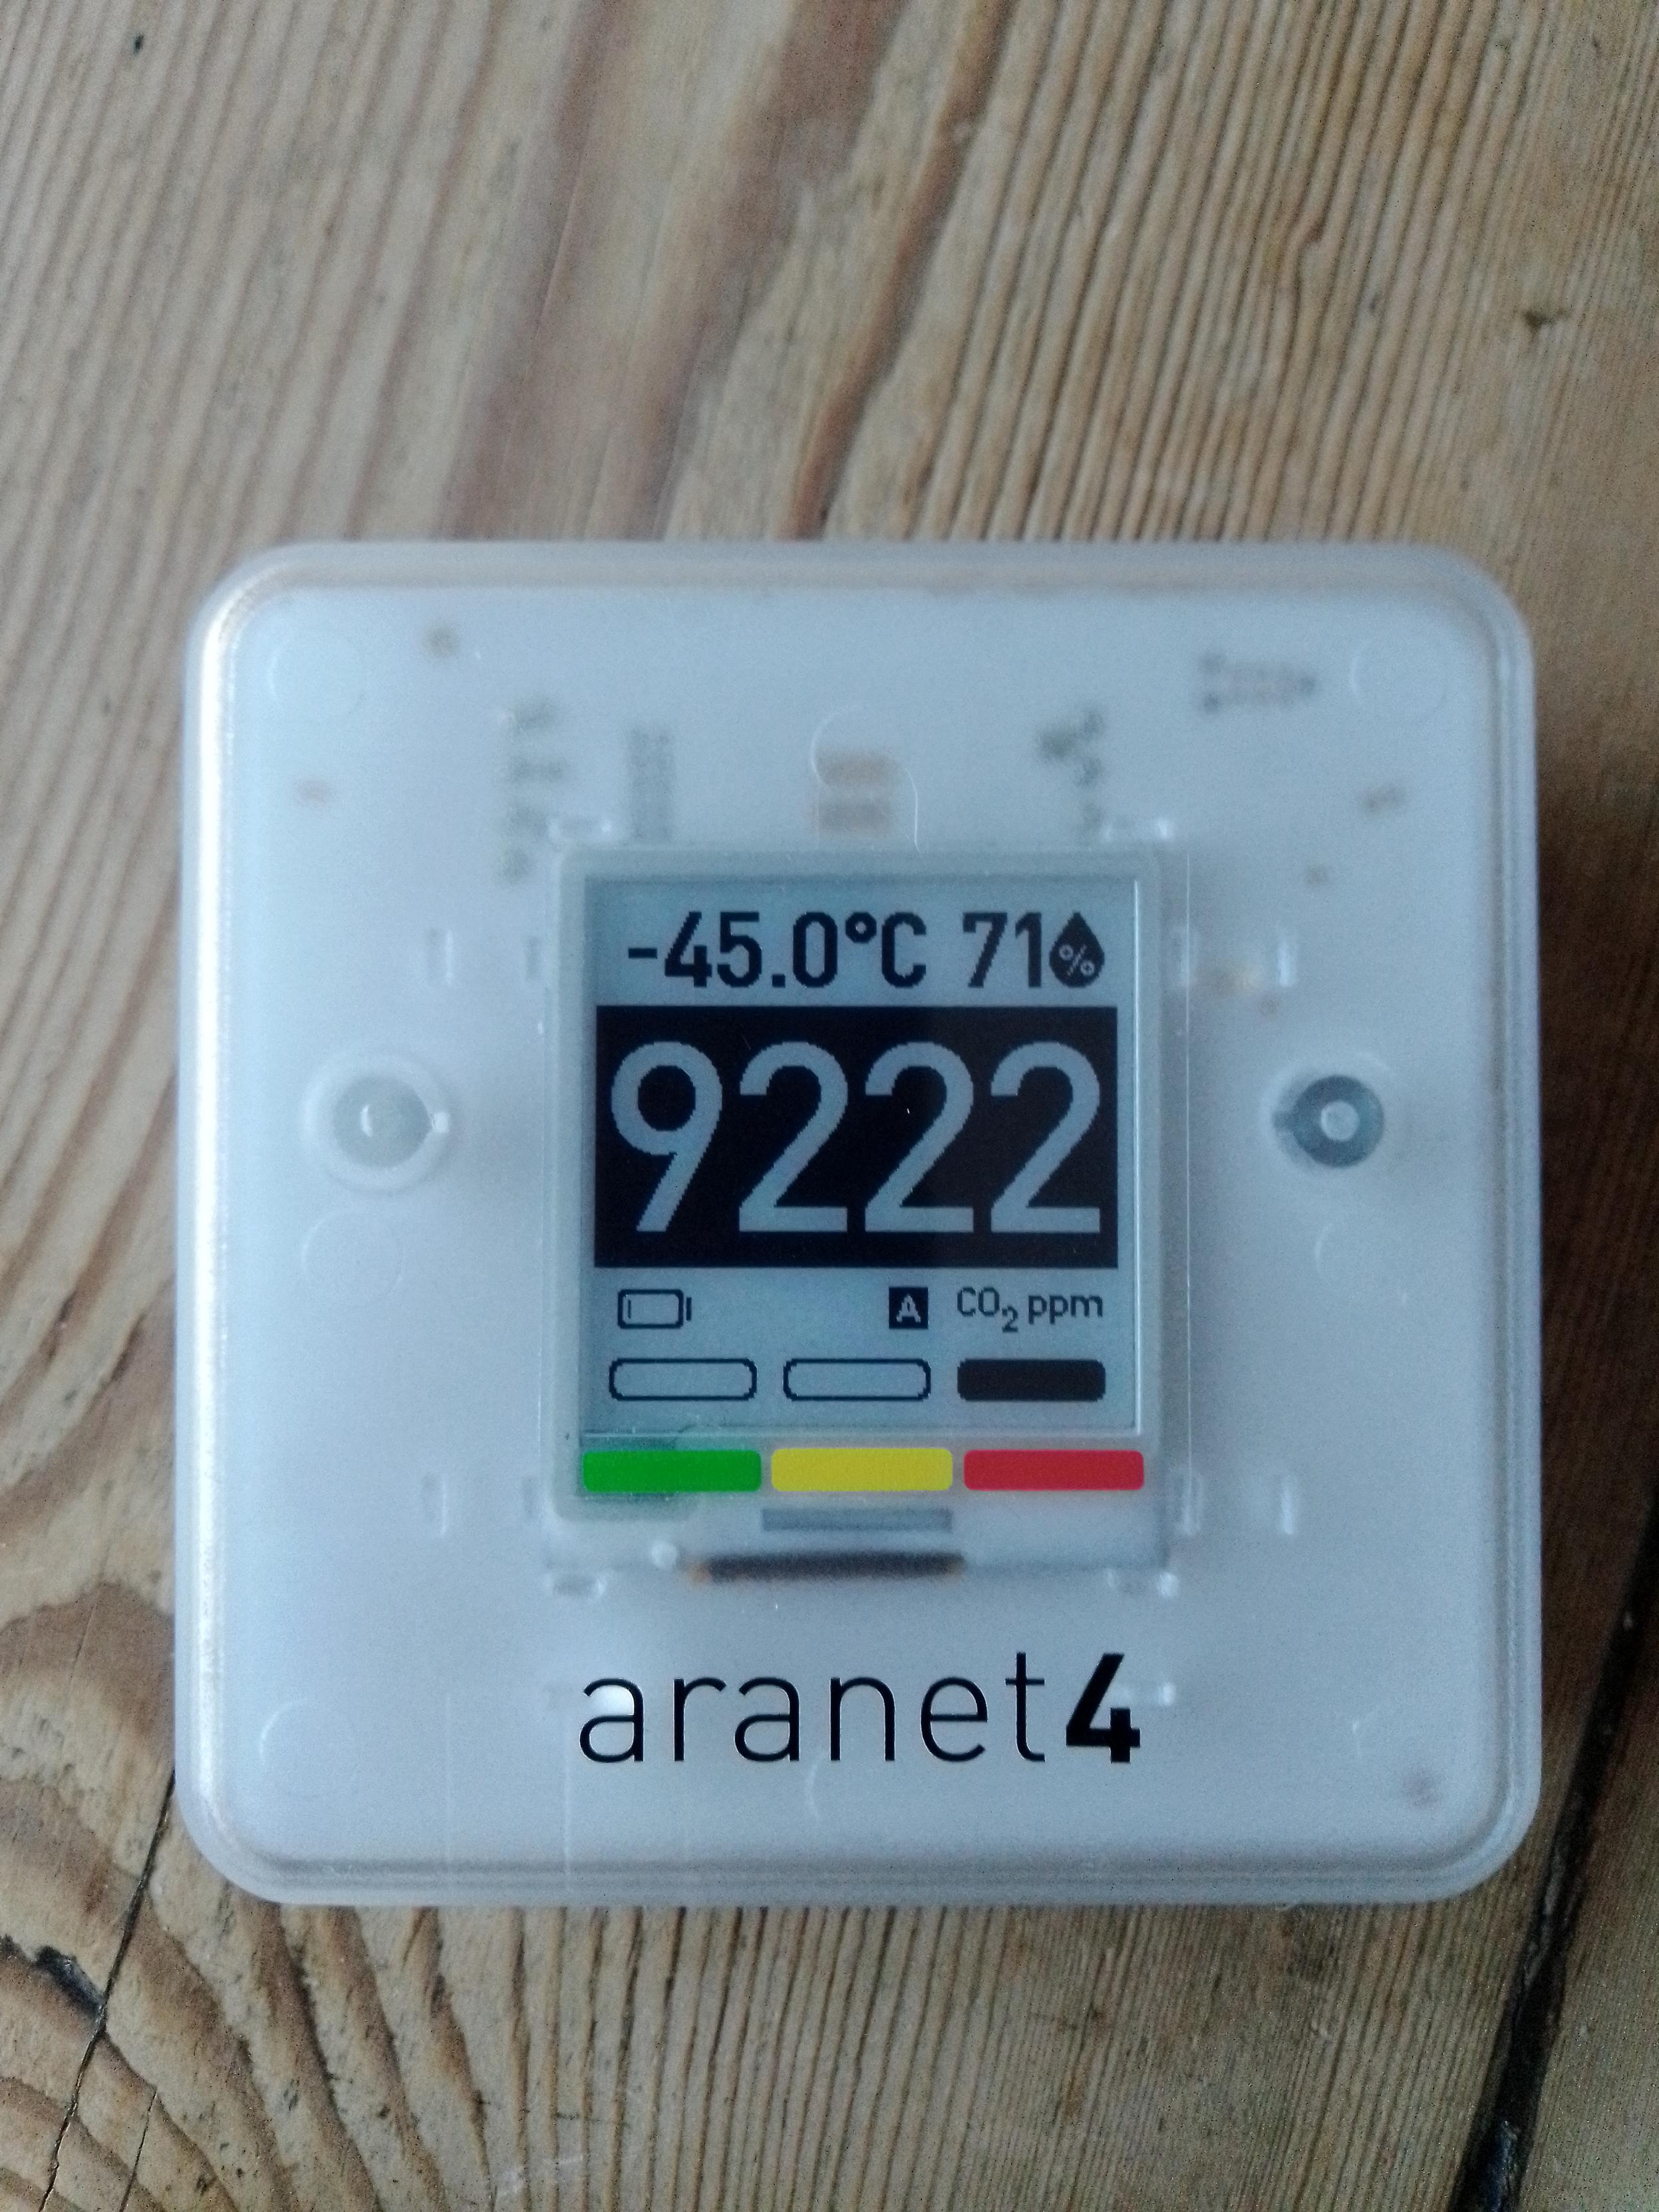 -45.0°C 71%
9222
A CO₂ ppm
aranet4